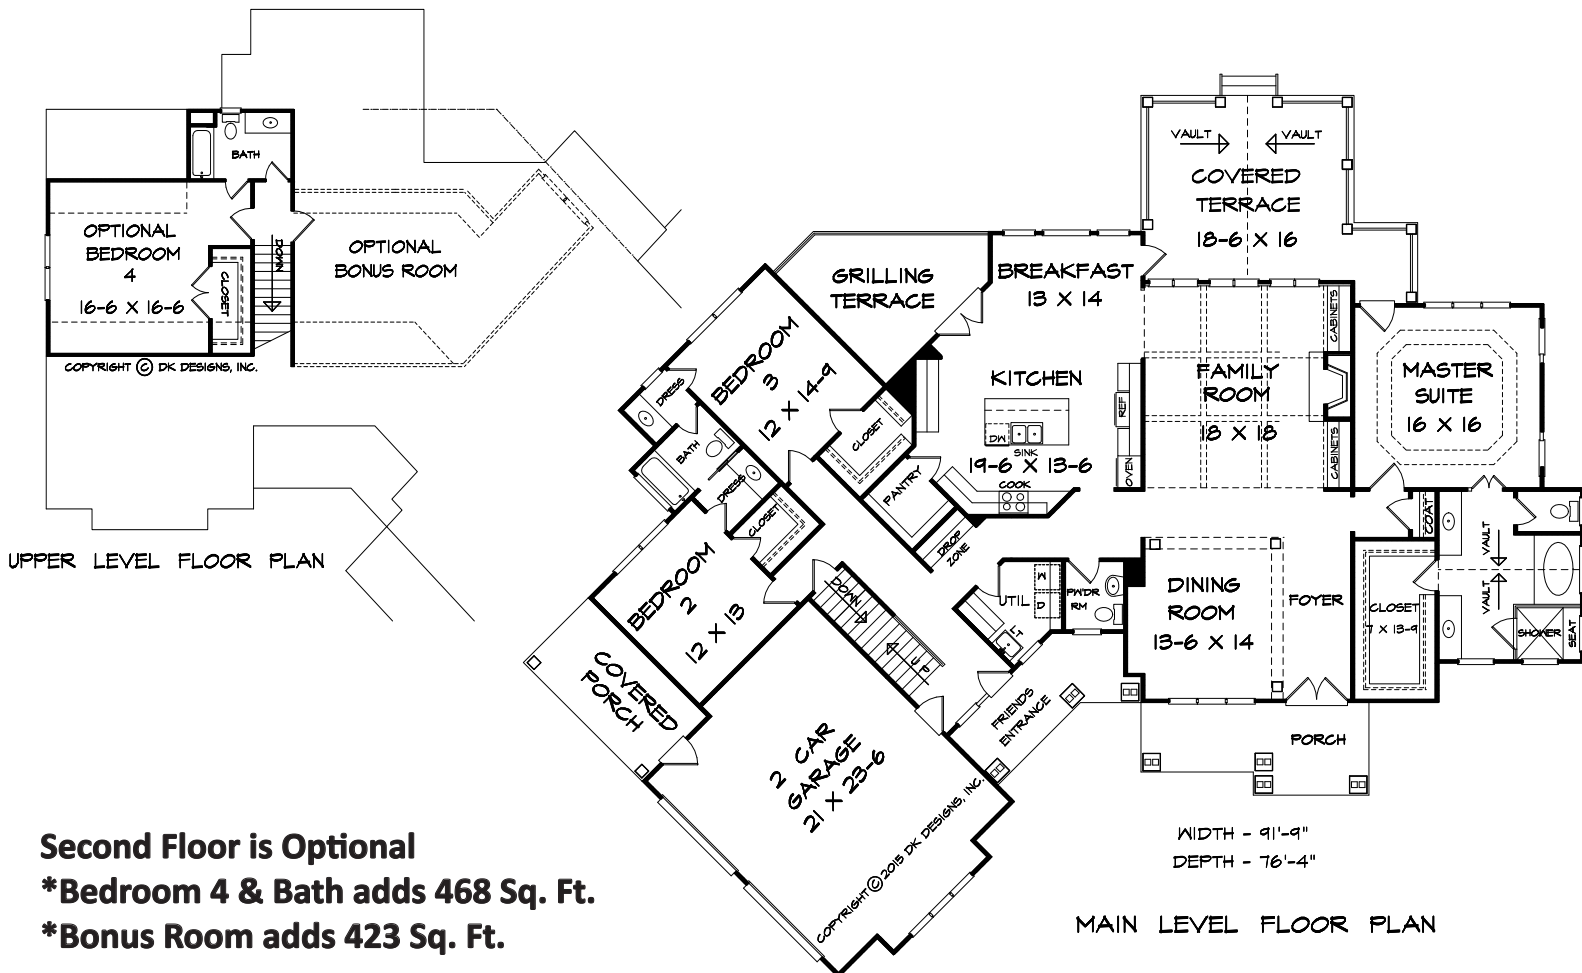 BATH
OPTIONAL
BEDROOM
4
16-6 X 16-6
CLOSET
DOWN
OPTIONAL
BONUS ROOM
COPYRIGHT © DK DESIGNS, INC.
UPPER LEVEL FLOOR PLAN
VAULT
VAULT
COVERED
TERRACE
18-6 X 16
GRILLING
TERRACE
BREAKFAST
13 X 14
CABINETS
BEDROOM
3
12 X 14-9
DRESS
BATH
DRESS
CLOSET
CLOSET
KITCHEN
DW
SINK
19-6 X 13-6
COOK
REF
OVEN
PANTRY
DROP
ZONE
FAMILY
ROOM
18 X 18
CABINETS
MASTER
SUITE
16 X 16
COAT
VAULT
VAULT
CLOSET
7 X 13-9
SHOWER
SEAT
BEDROOM
2
12 X 13
DOWN
UP
UTIL
W
D
LT
PWDR
RM
DINING
ROOM
13-6 X 14
FOYER
COVERED
PORCH
2 CAR
GARAGE
21 X 23-6
FRIENDS
ENTRANCE
PORCH
COPYRIGHT © 2015 DK DESIGNS, INC.
WIDTH - 91'-9"
DEPTH - 76'-4"
MAIN LEVEL FLOOR PLAN
Second Floor is Optional
*Bedroom 4 & Bath adds 468 Sq. Ft.
*Bonus Room adds 423 Sq. Ft.